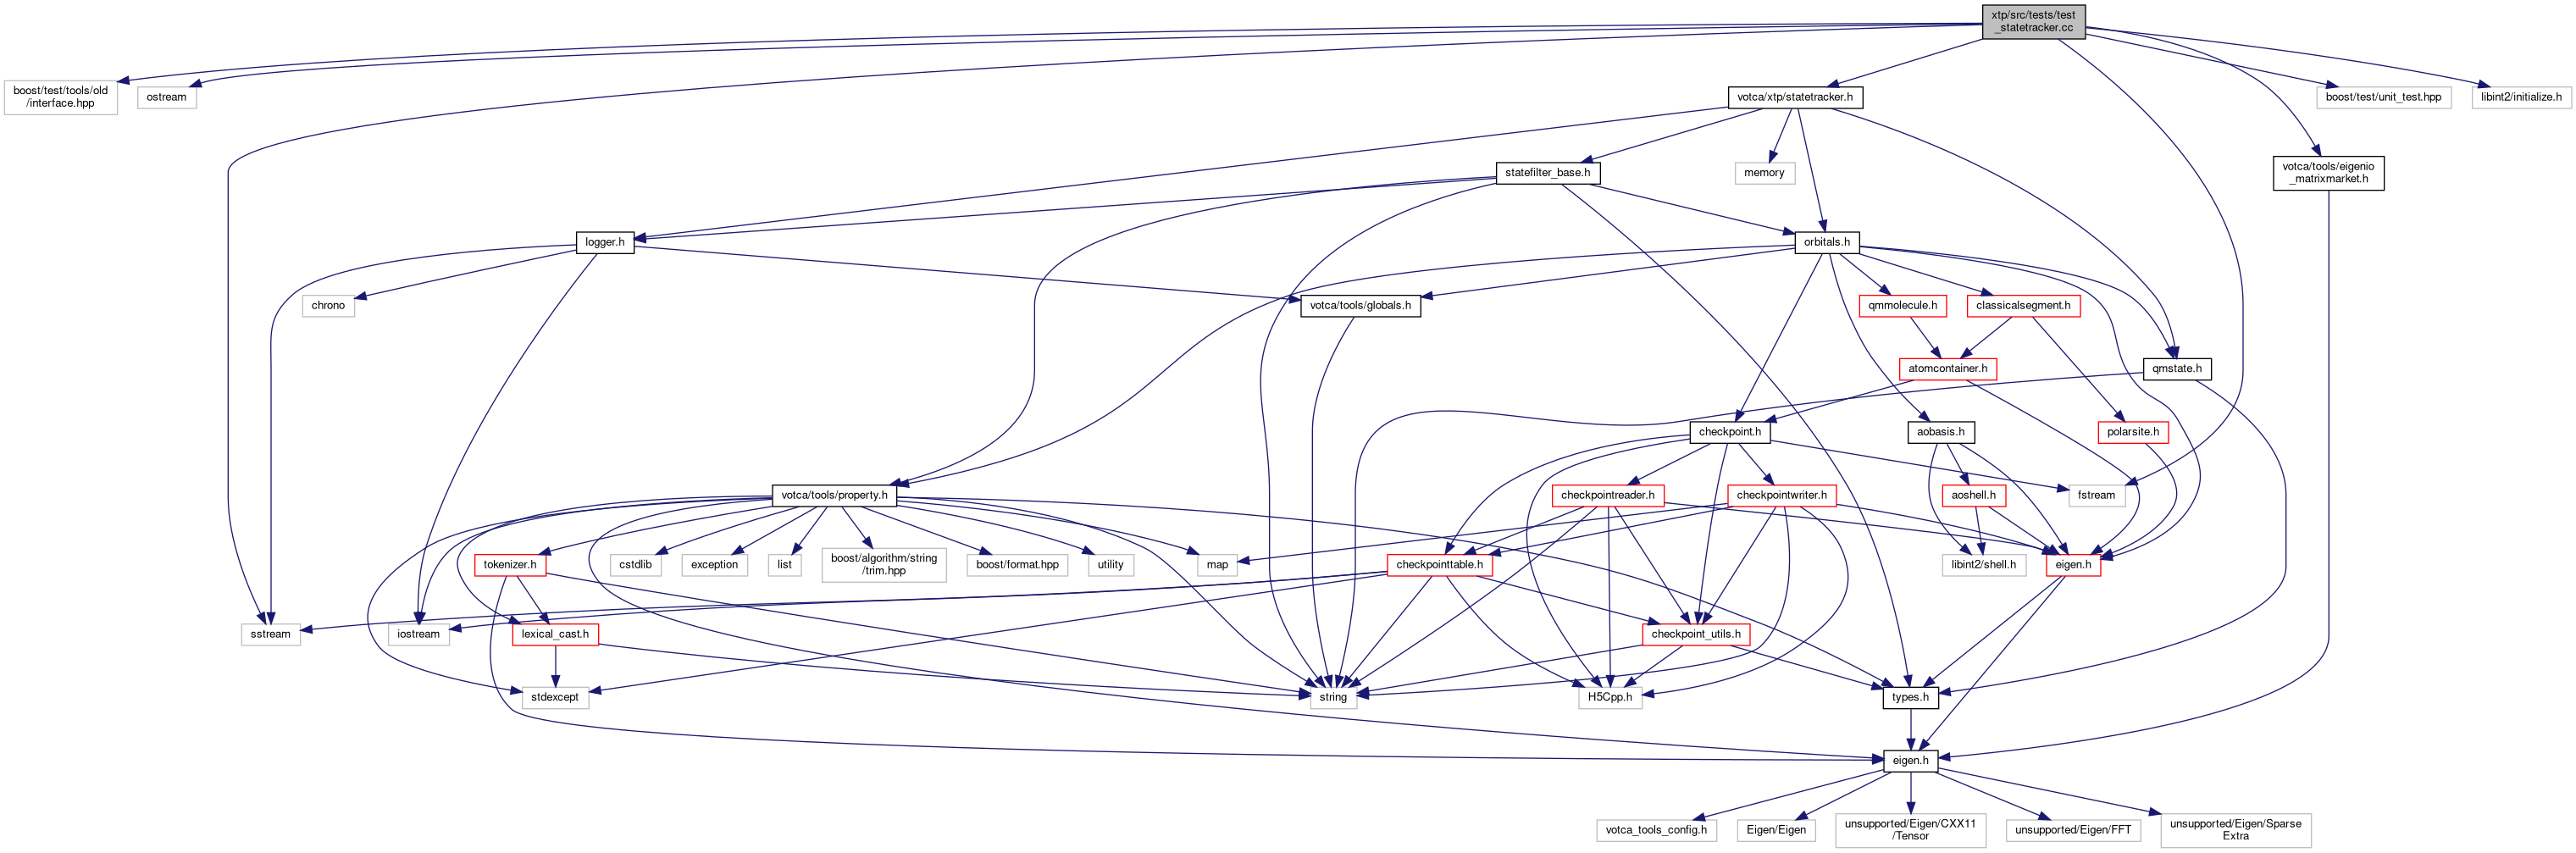 xtp/src/tests/test
_statetracker.cc
boost/test/tools/old
/interface.hpp
ostream
votca/xtp/statetracker.h
boost/test/unit_test.hpp
libint2/initialize.h
statefilter_base.h
memory
votca/tools/eigenio
_matrixmarket.h
logger.h
orbitals.h
chrono
votca/tools/globals.h
qmmolecule.h
classicalsegment.h
atomcontainer.h
qmstate.h
checkpoint.h
aobasis.h
polarsite.h
votca/tools/property.h
checkpointreader.h
checkpointwriter.h
aoshell.h
fstream
tokenizer.h
cstdlib
exception
list
boost/algorithm/string
/trim.hpp
boost/format.hpp
utility
map
checkpointtable.h
libint2/shell.h
eigen.h
sstream
iostream
lexical_cast.h
checkpoint_utils.h
stdexcept
string
H5Cpp.h
types.h
eigen.h
votca_tools_config.h
Eigen/Eigen
unsupported/Eigen/CXX11
/Tensor
unsupported/Eigen/FFT
unsupported/Eigen/Sparse
Extra